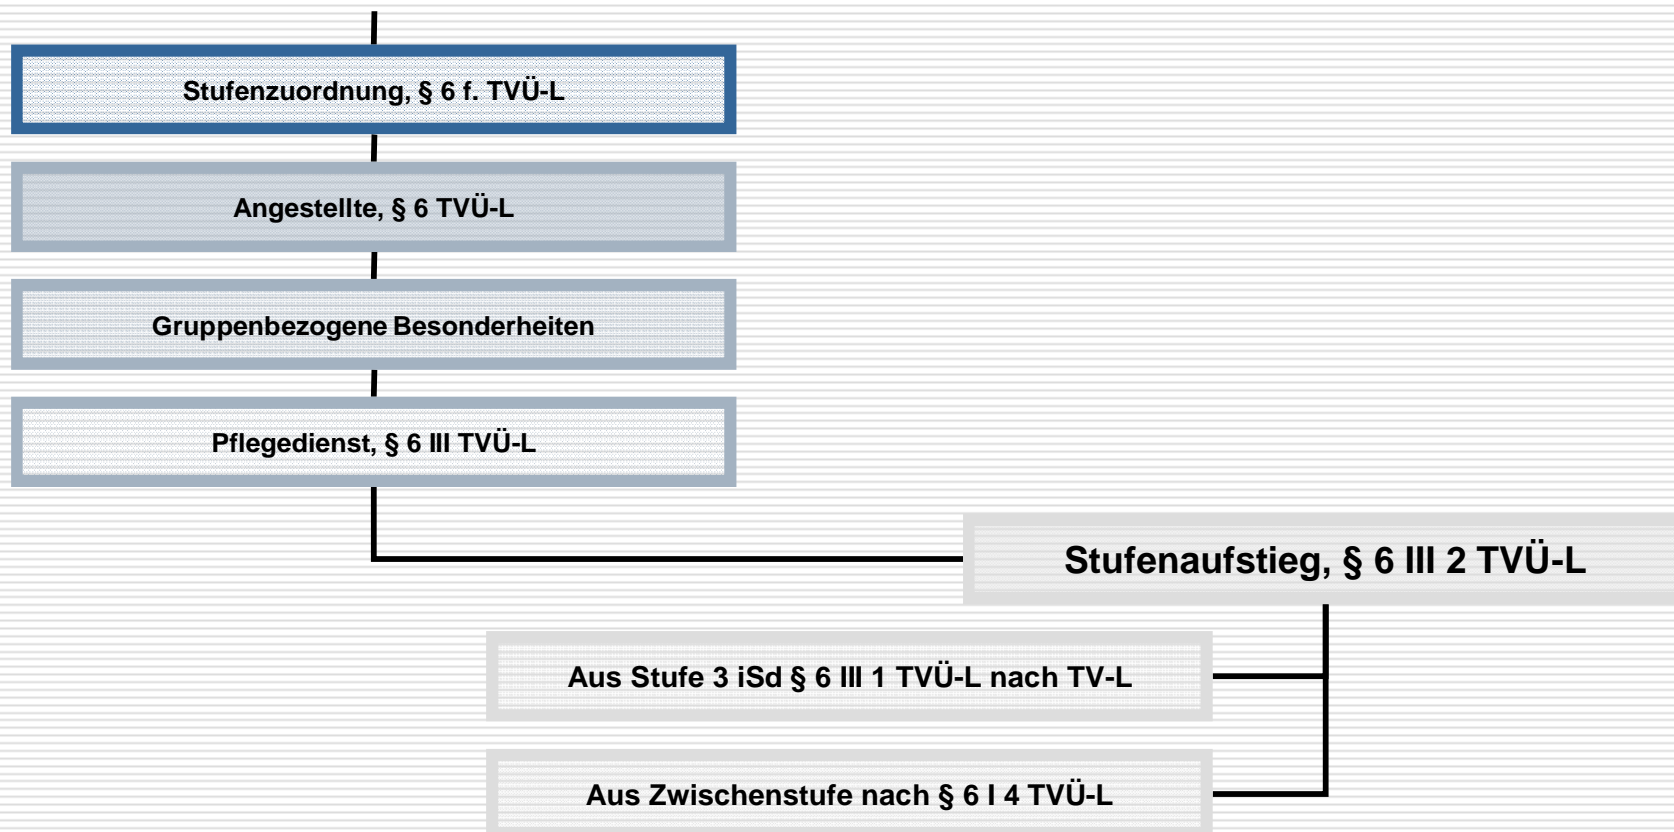 Stufenzuordnung, § 6 f. TVÜ-L
Angestellte, § 6 TVÜ-L
Gruppenbezogene Besonderheiten
Pflegedienst, § 6 III TVÜ-L
Stufenaufstieg, § 6 III 2 TVÜ-L
Aus Stufe 3 iSd § 6 III 1 TVÜ-L nach TV-L
Aus Zwischenstufe nach § 6 I 4 TVÜ-L